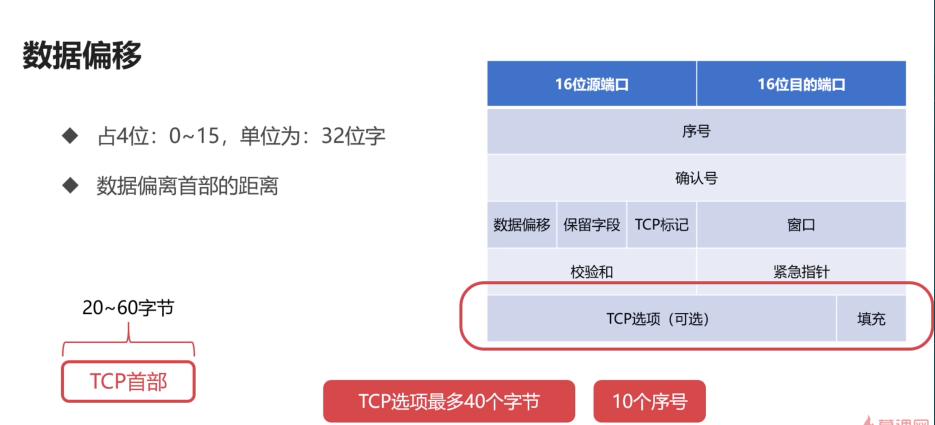 数据偏移
占4位：0~15，单位为：32位字
数据偏离首部的距离
20~60字节
TCP首部
16位源端口 16位目的端口
序号
确认号
数据偏移 保留字段 TCP标记 窗口
校验和 紧急指针
TCP选项（可选） 填充
TCP选项最多40个字节 10个序号
慕课网